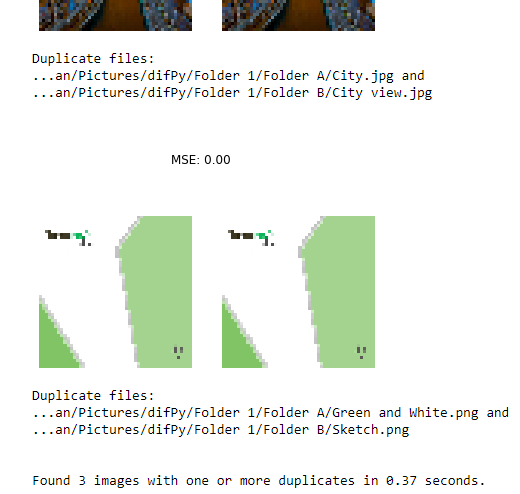 Duplicate files:
...an/Pictures/difPy/Folder 1/Folder A/City.jpg and
...an/Pictures/difPy/Folder 1/Folder B/City view.jpg
MSE: 0.00
Duplicate files:
...an/Pictures/difPy/Folder 1/Folder A/Green and White.png and
...an/Pictures/difPy/Folder 1/Folder B/Sketch.png
Found 3 images with one or more duplicates in 0.37 seconds.